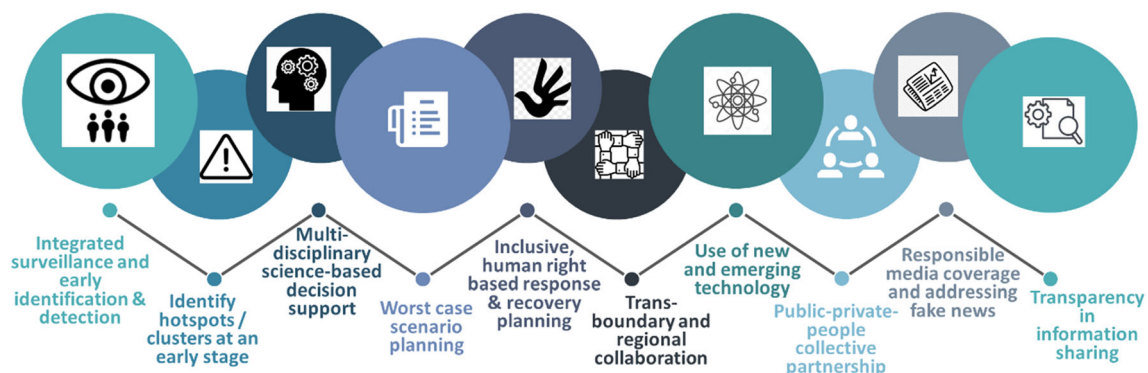 Integrated
surveillance and
early
identification &
detection
Identify
hotspots /
clusters at an
early stage
Multi-
disciplinary
science-based
decision
support
Worst case
scenario
planning
Inclusive,
human right
based response
& recovery
planning
Trans-
boundary and
regional
collaboration
Use of new
and emerging
technology
Public-private-
people
collective
partnership
Responsible
media coverage
and addressing
fake news
Transparency
in
information
sharing